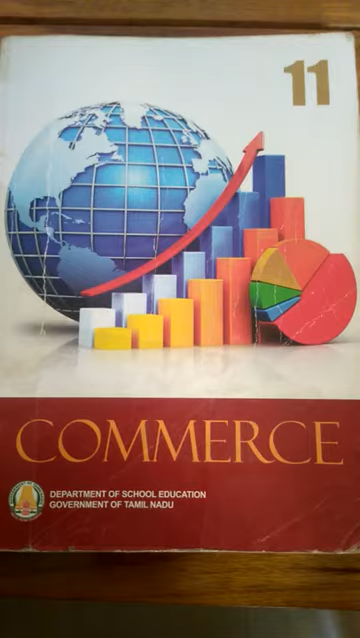 11
COMMERCE
DEPARTMENT OF SCHOOL EDUCATION
GOVERNMENT OF TAMIL NADU